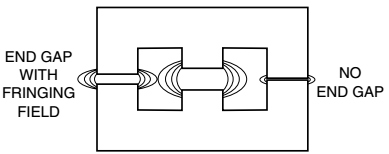 END GAP
WITH
FRINGING
FIELD
NO
END GAP